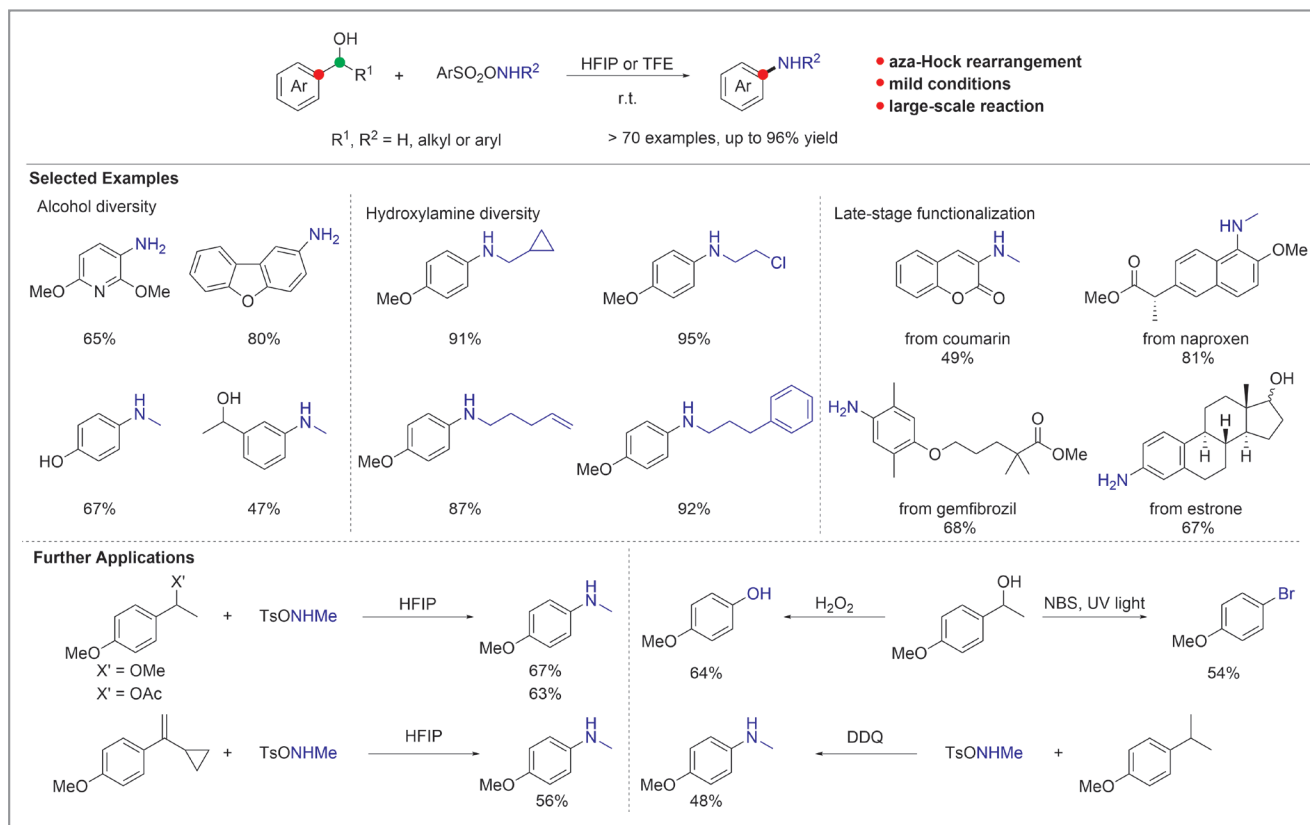 OH
R¹
Ar
+
ArSO₂ONHR²
HFIP or TFE
r.t.
NHR²
Ar
R¹, R² = H, alkyl or aryl
> 70 examples, up to 96% yield
aza-Hock rearrangement
mild conditions
large-scale reaction
Selected Examples
Alcohol diversity
NH₂
MeO
N
OMe
65%
NH₂
O
80%
H
N
HO
67%
OH
H
N
47%
Hydroxylamine diversity
H
N
MeO
91%
H
N
Cl
MeO
95%
H
N
MeO
87%
H
N
MeO
92%
Late-stage functionalization
H
N
O
O
from coumarin
49%
HN
OMe
O
MeO
from naproxen
81%
H₂N
O
O
OMe
from gemfibrozil
68%
OH
H
H
H
H₂N
from estrone
67%
Further Applications
X'
MeO
X' = OMe
X' = OAc
+
TsONHMe
HFIP
H
N
MeO
67%
63%
MeO
+
TsONHMe
HFIP
H
N
MeO
56%
OH
MeO
64%
H₂O₂
OH
MeO
NBS, UV light
Br
MeO
54%
H
N
MeO
48%
DDQ
TsONHMe
+
MeO